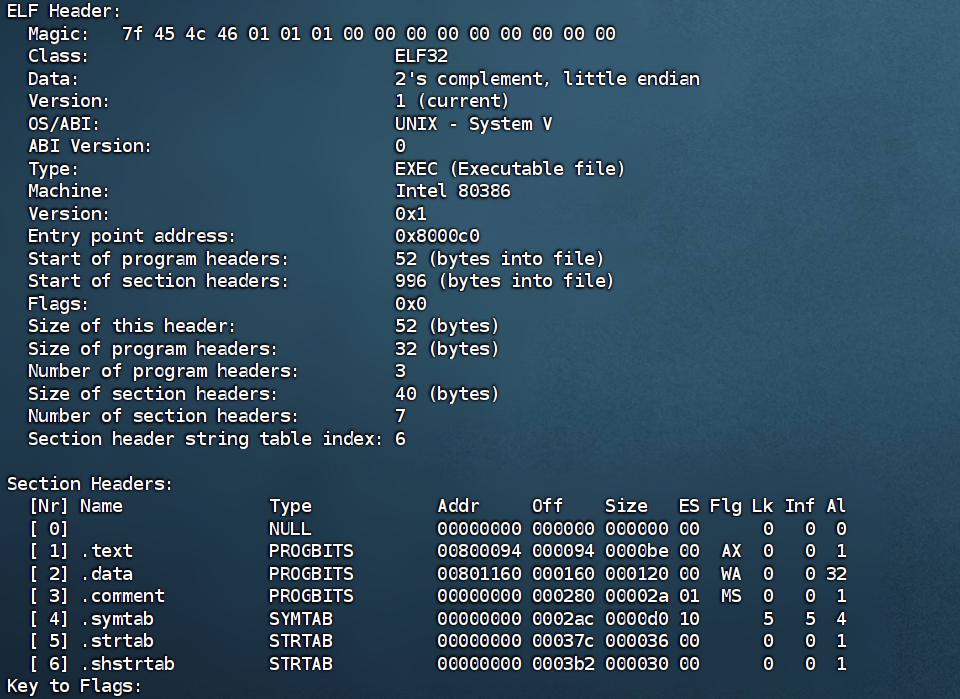 ELF Header:
  Magic:   7f 45 4c 46 01 01 01 00 00 00 00 00 00 00 00 00
  Class:                             ELF32
  Data:                              2's complement, little endian
  Version:                           1 (current)
  OS/ABI:                            UNIX - System V
  ABI Version:                       0
  Type:                              EXEC (Executable file)
  Machine:                           Intel 80386
  Version:                           0x1
  Entry point address:               0x8000c0
  Start of program headers:          52 (bytes into file)
  Start of section headers:          996 (bytes into file)
  Flags:                             0x0
  Size of this header:               52 (bytes)
  Size of program headers:           32 (bytes)
  Number of program headers:         3
  Size of section headers:           40 (bytes)
  Number of section headers:         7
  Section header string table index: 6

Section Headers:
  [Nr] Name              Type            Addr     Off    Size   ES Flg Lk Inf Al
  [ 0]                   NULL            00000000 000000 000000 00      0   0  0
  [ 1] .text             PROGBITS        00800094 000094 0000be 00  AX  0   0  1
  [ 2] .data             PROGBITS        00801160 000160 000120 00  WA  0   0 32
  [ 3] .comment          PROGBITS        00000000 000280 00002a 01  MS  0   0  1
  [ 4] .symtab           SYMTAB          00000000 0002ac 0000d0 10      5   5  4
  [ 5] .strtab           STRTAB          00000000 00037c 000036 00      0   0  1
  [ 6] .shstrtab         STRTAB          00000000 0003b2 000030 00      0   0  1
Key to Flags: